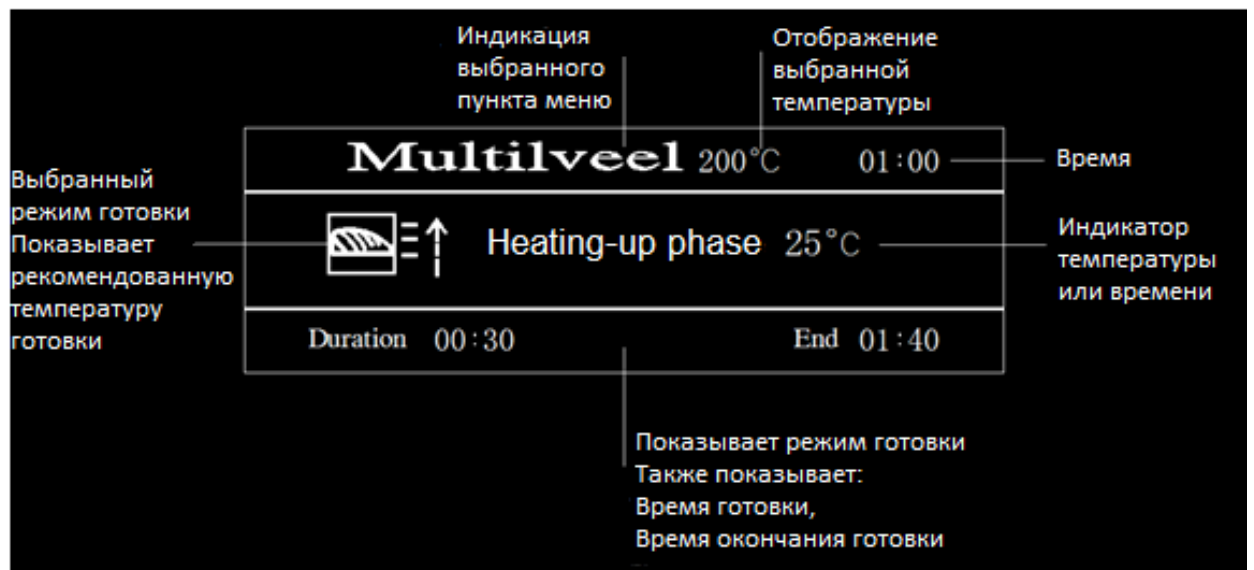 Индикация
выбранного
пункта меню
Отображение
выбранной
температуры
Multilveel 200°C 01:00
Время
Выбранный
режим готовки
Показывает
рекомендованную
температуру
готовки
Heating-up phase 25°C
Индикатор
температуры
или времени
Duration 00:30 End 01:40
Показывает режим готовки
Также показывает:
Время готовки,
Время окончания готовки